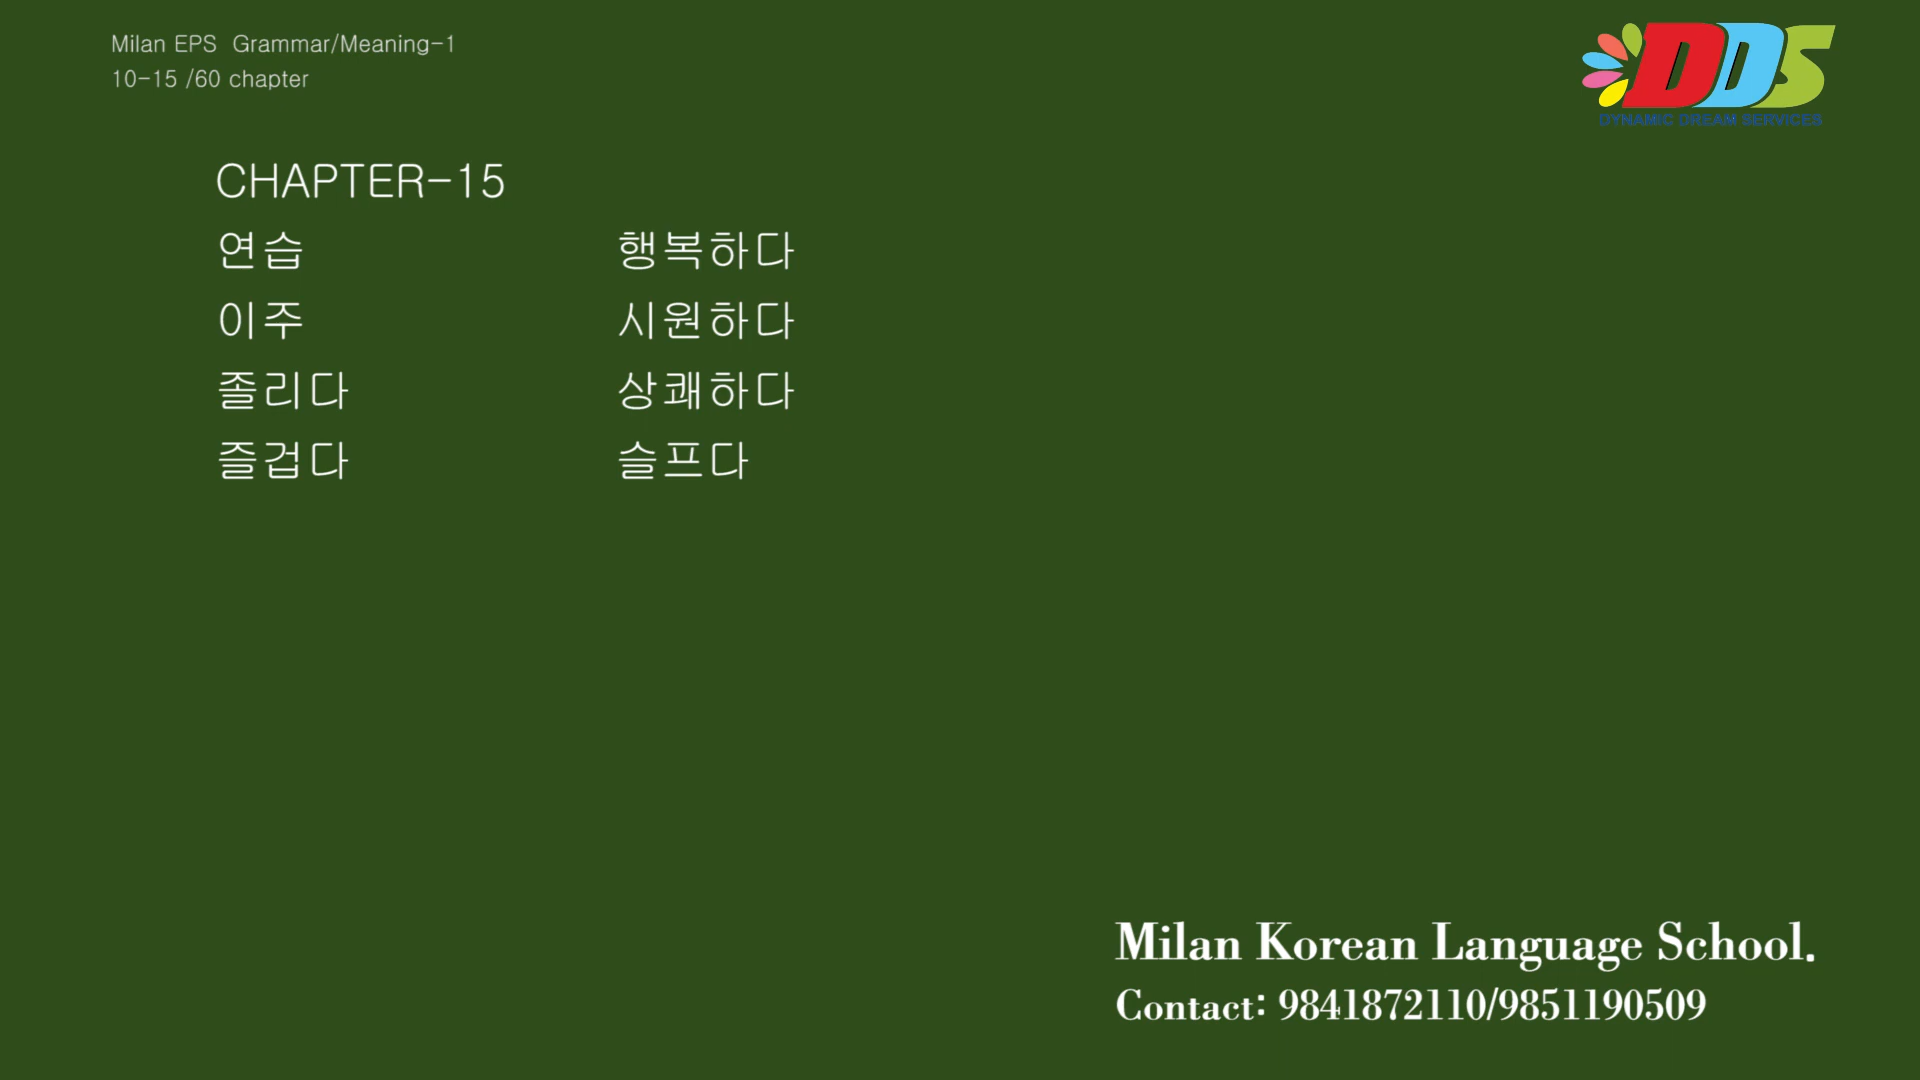 Milan EPS Grammar/Meaning-1
10-15 /60 chapter
DDS
DYNAMIC DREAM SERVICES
CHAPTER-15
연습 행복하다
이주 시원하다
졸리다 상쾌하다
즐겁다 슬프다
Milan Korean Language School.
Contact: 9841872110/9851190509